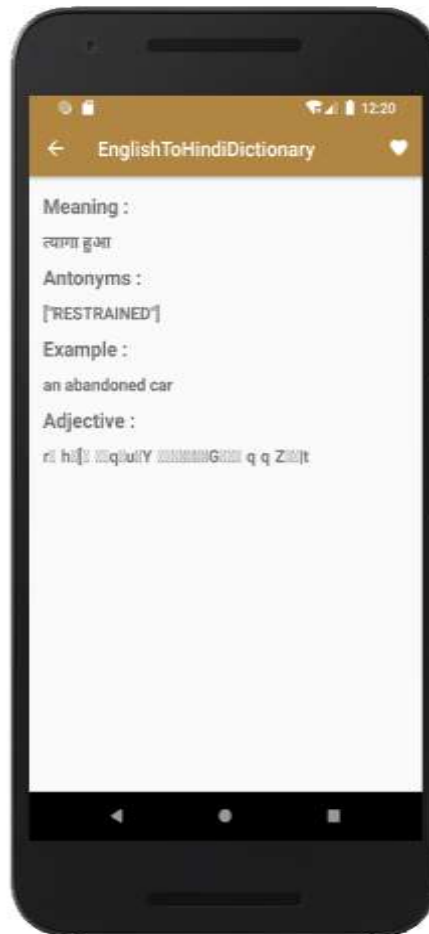 12:20
EnglishToHindiDictionary
Meaning :
त्यागा हुआ
Antonyms :
["RESTRAINED"]
Example :
an abandoned car
Adjective :